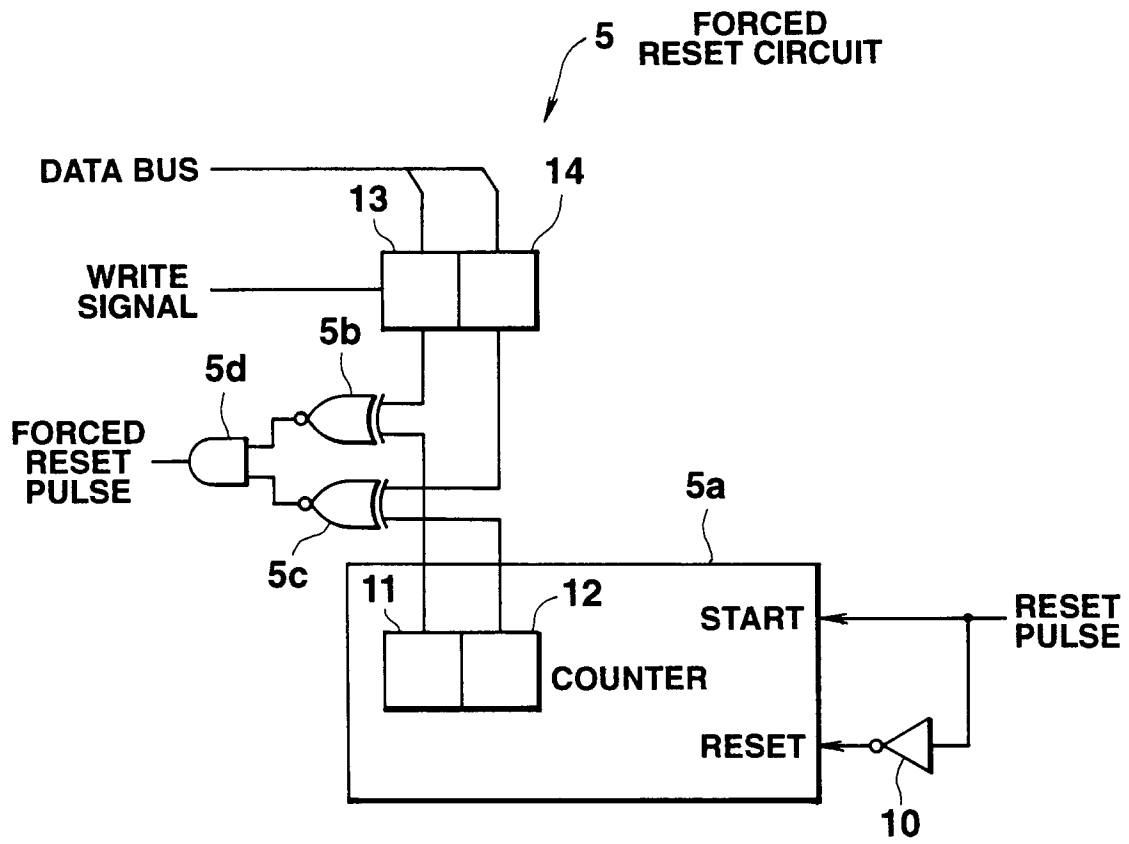 5
FORCED
RESET CIRCUIT
DATA BUS
13
14
WRITE
SIGNAL
5b
5d
FORCED
RESET
PULSE
5c
5a
11
12
START
RESET
PULSE
COUNTER
RESET
10